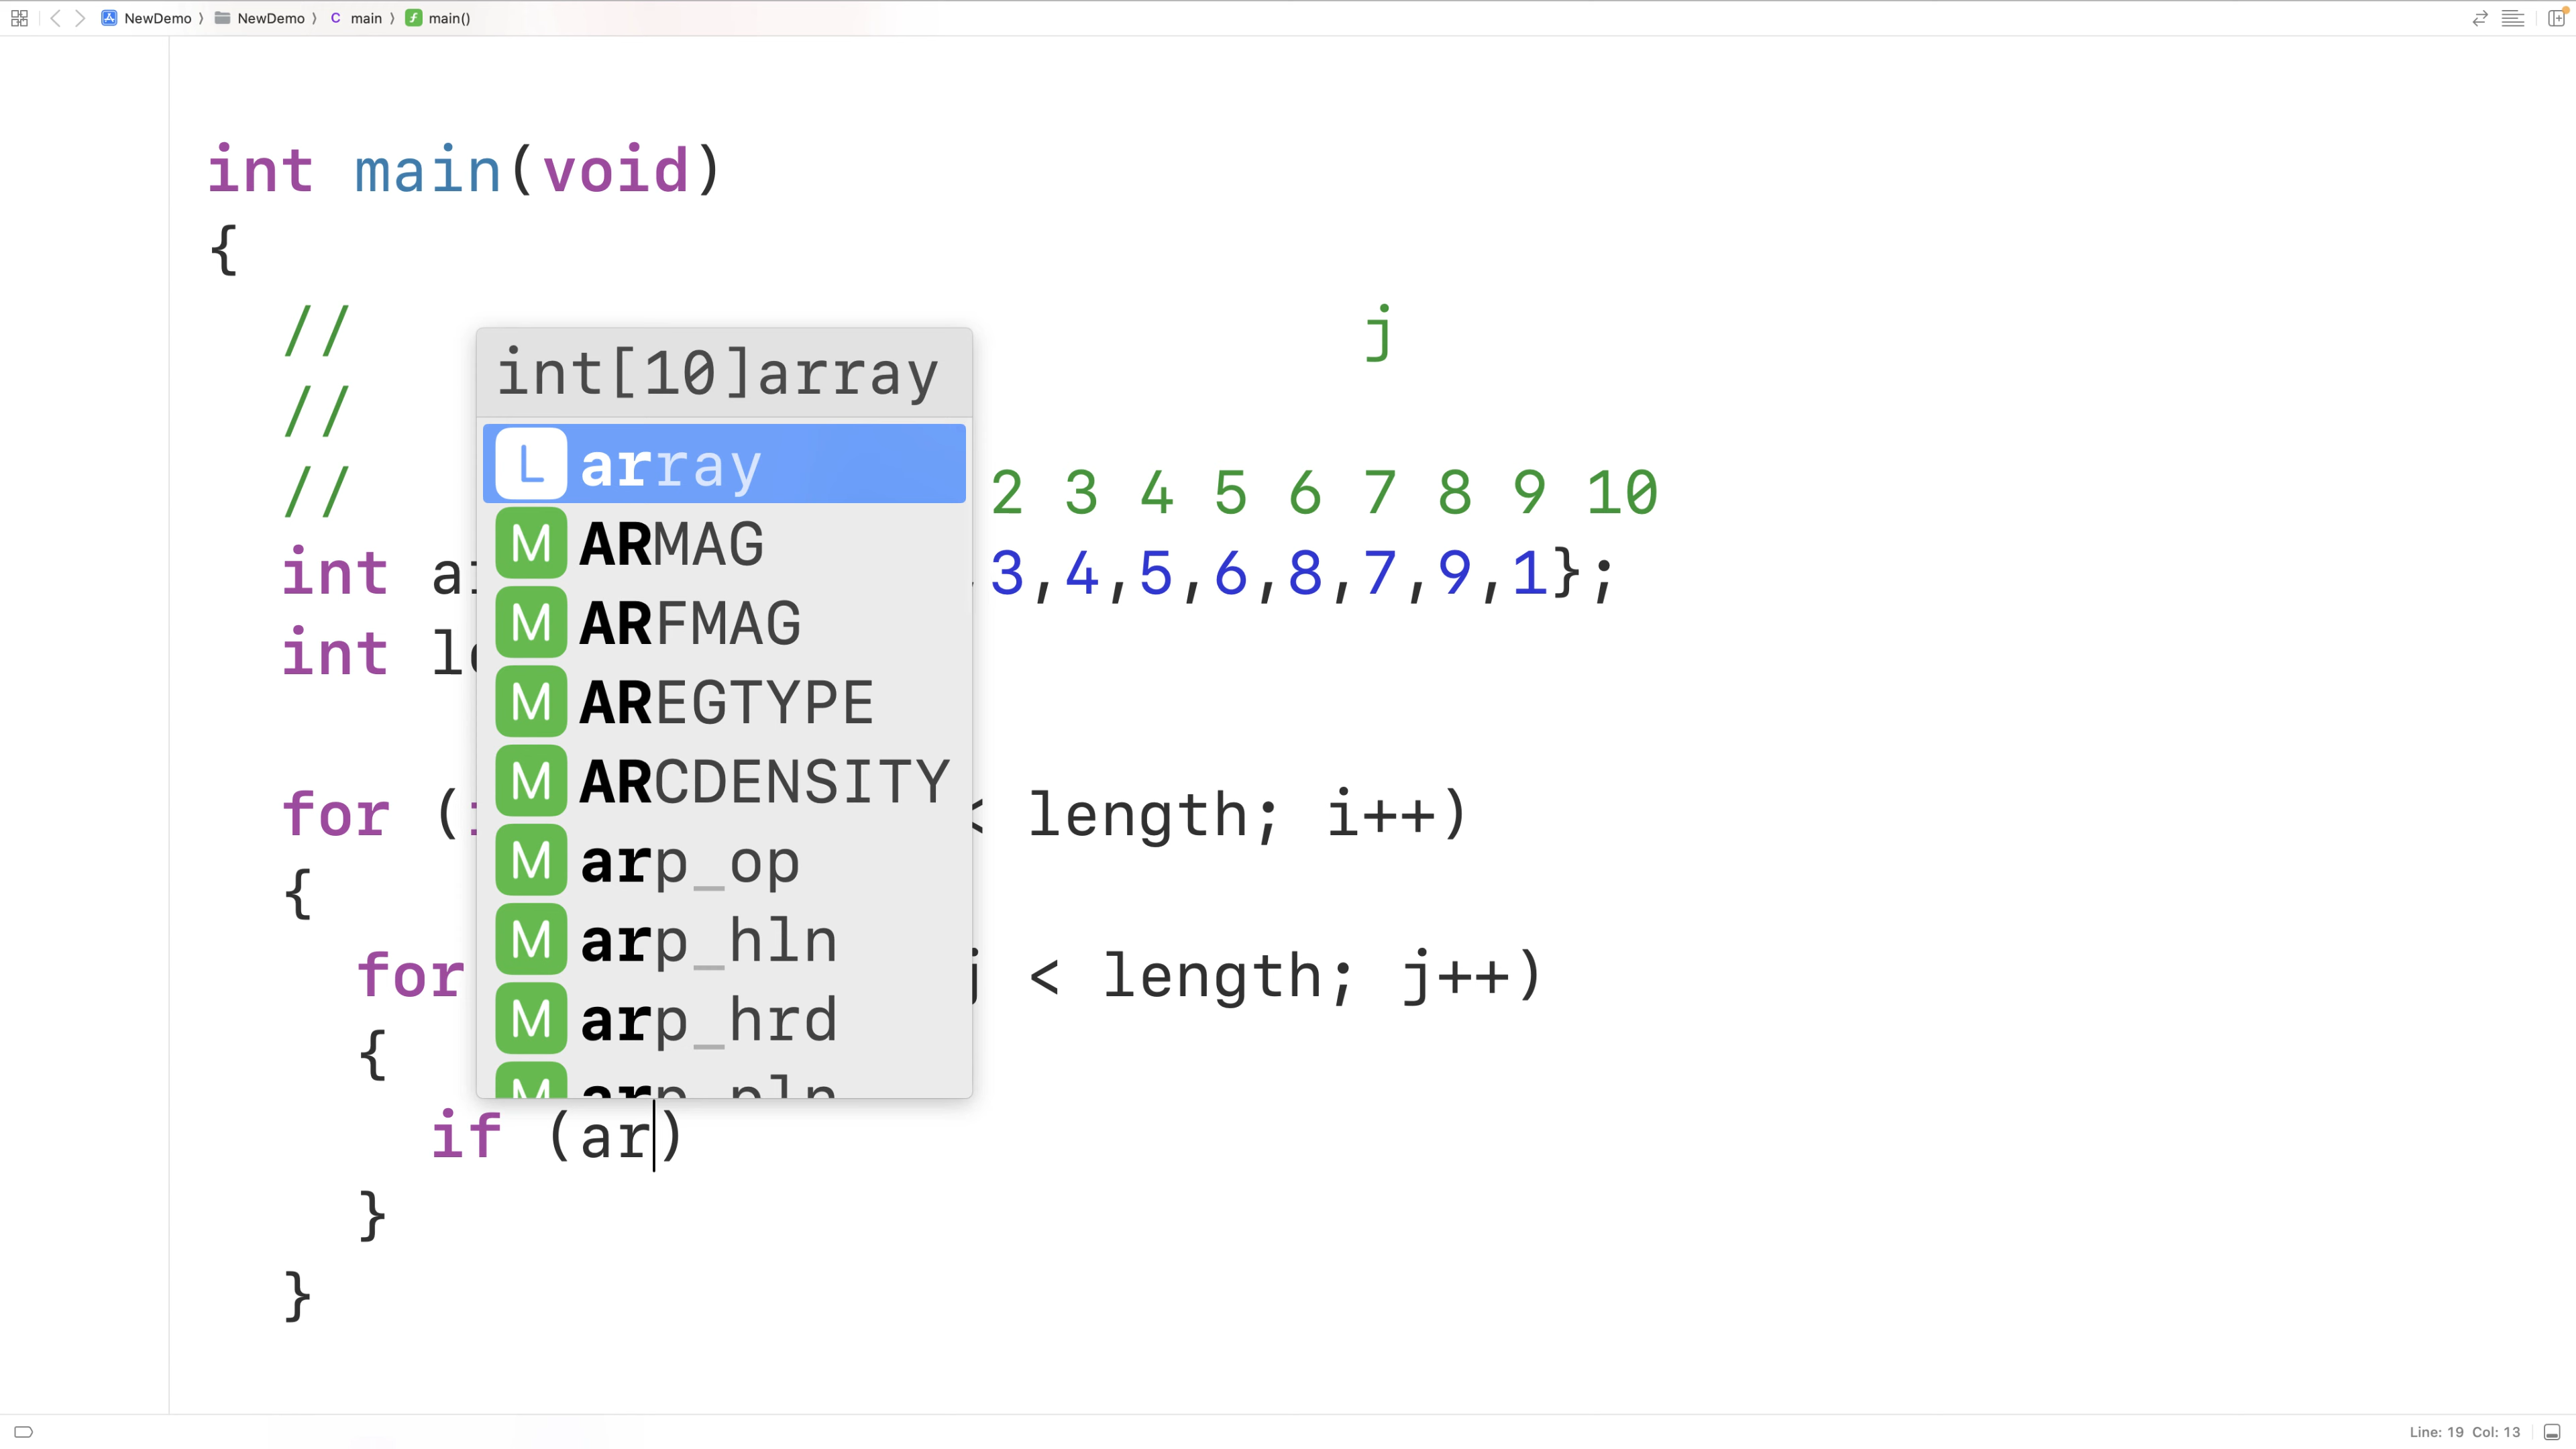 NewDemo › NewDemo › C main › f main()
int main(void)
{
// j
//
// 2 3 4 5 6 7 8 9 10
int ,3,4,5,6,8,7,9,1};
int
for ( < length; i++)
{
for j < length; j++)
{
if (ar)
}
}
int[10]array
L array
M ARMAG
M ARFMAG
M AREGTYPE
M ARCDENSITY
M arp_op
M arp_hln
M arp_hrd
M arp_pln
Line: 19 Col: 13